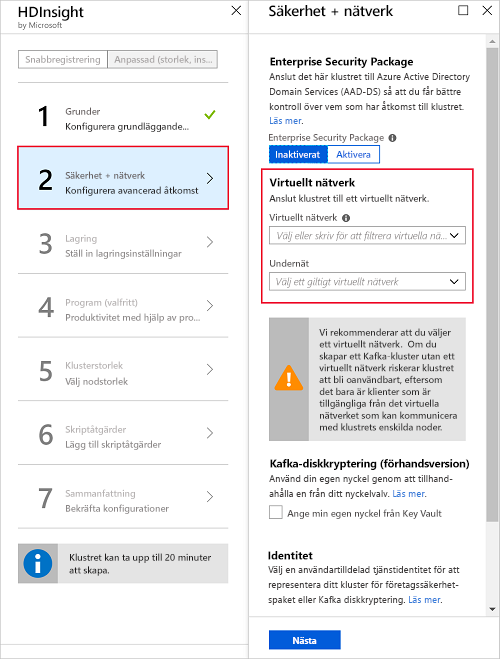 HDInsight
by Microsoft
Snabbregistrering
Anpassad (storlek, ins...
1
Grunder
Konfigurera grundläggande...
2
Säkerhet + nätverk
Konfigurera avancerad åtkomst
3
Lagring
Ställ in lagringsinställningar
4
Program (valfritt)
Produktivitet med hjälp av pro...
5
Klusterstorlek
Välj nodstorlek
6
Skriptåtgärder
Lägg till skriptåtgärder
7
Sammanfattning
Bekräfta konfigurationer
Klustret kan ta upp till 20 minuter
att skapa.
Säkerhet + nätverk
Enterprise Security Package
Anslut det här klustret till Azure Active Directory
Domain Services (AAD-DS) så att du får bättre
kontroll över vem som har åtkomst till klustret.
Läs mer.
Enterprise Security Package
Inaktiverat
Aktivera
Virtuellt nätverk
Anslut klustret till ett virtuellt nätverk.
Virtuellt nätverk
Välj eller skriv för att filtrera virtuella nä...
Undernät
Välj ett giltigt virtuellt nätverk
Vi rekommenderar att du väljer
ett virtuellt nätverk. Om du
skapar ett Kafka-kluster utan ett
virtuellt nätverk riskerar klustret
att bli oanvändbart, eftersom
det bara är klienter som är
tillgängliga från det virtuella
nätverket som kan kommunicera
med klustrets enskilda noder.
Kafka-diskkryptering (förhandsversion)
Använd din egen nyckel genom att tillhand-
ahålla en från ditt nyckelvalv. Läs mer.
Ange min egen nyckel från Key Vault
Identitet
Välj en användartilldelad tjänstidentitet för att
representera ditt kluster för företagssäkerhet-
spaket eller Kafka diskkryptering. Läs mer.
Nästa